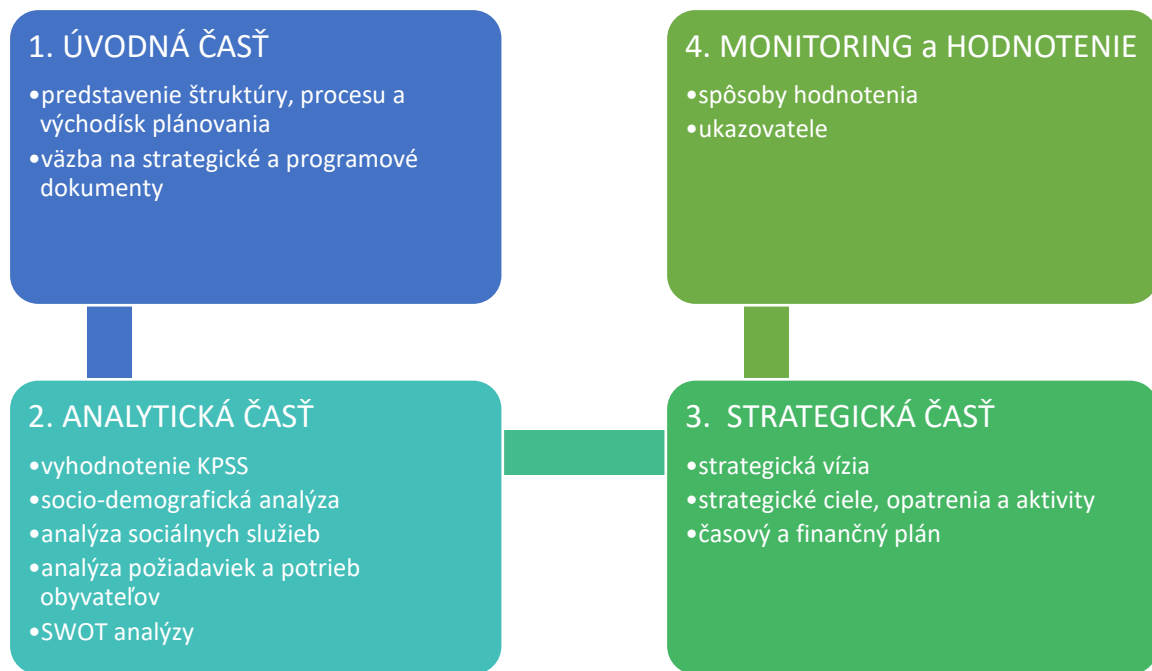 1. ÚVODNÁ ČASŤ
•predstavenie štruktúry, procesu a
východísk plánovania
•väzba na strategické a programové
dokumenty
2. ANALYTICKÁ ČASŤ
•vyhodnotenie KPSS
•socio-demografická analýza
•analýza sociálnych služieb
•analýza požiadaviek a potrieb
obyvateľov
•SWOT analýzy
3. STRATEGICKÁ ČASŤ
•strategická vízia
•strategické ciele, opatrenia a aktivity
•časový a finančný plán
4. MONITORING a HODNOTENIE
•spôsoby hodnotenia
•ukazovatele